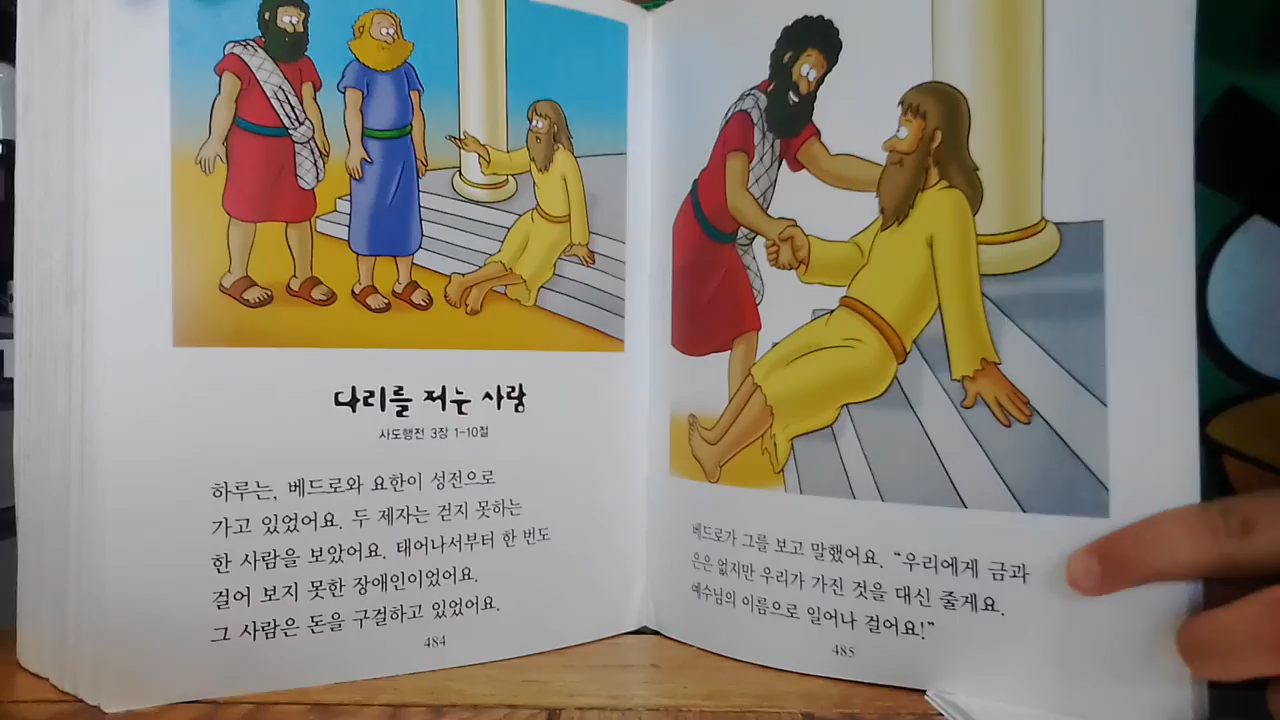 다리를 저는 사람
사도행전 3장 1-10절
하루는, 베드로와 요한이 성전으로
가고 있었어요. 두 제자는 걷지 못하는
한 사람을 보았어요. 태어나서부터 한 번도
걸어 보지 못한 장애인이었어요.
그 사람은 돈을 구걸하고 있었어요.
484
베드로가 그를 보고 말했어요. “우리에게 금과
은은 없지만 우리가 가진 것을 대신 줄게요.
예수님의 이름으로 일어나 걸어요!”
485